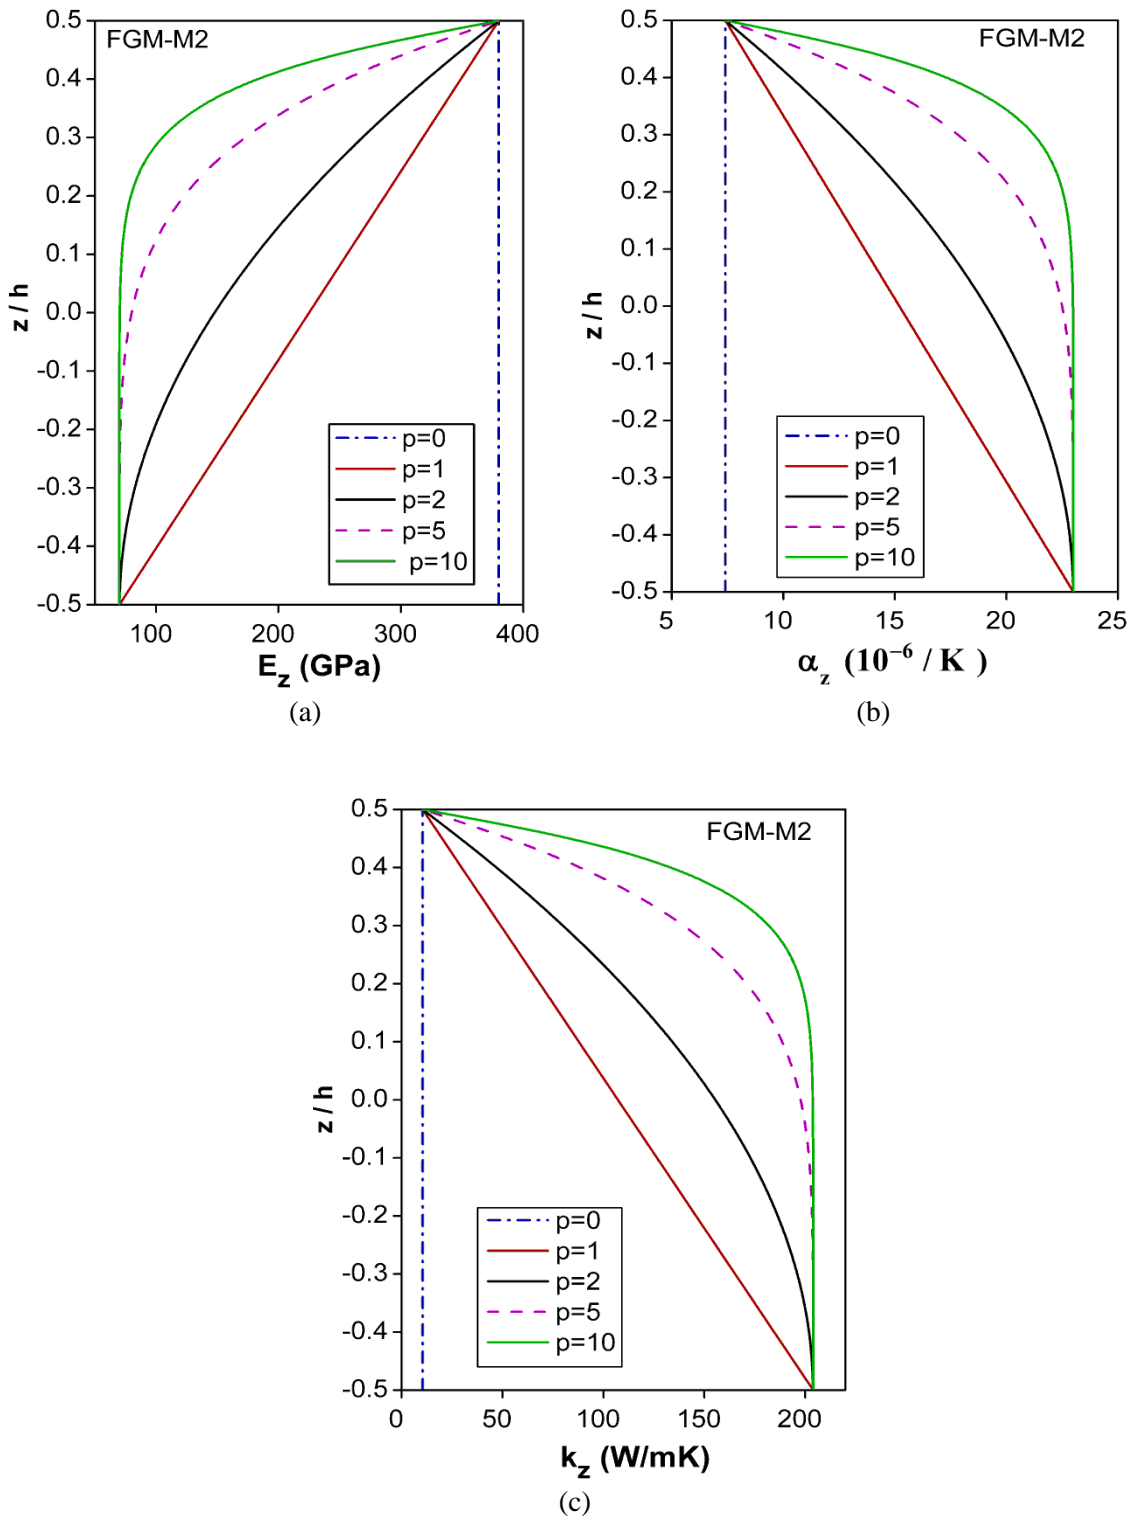 FGM-M2
0.5
0.4
0.3
0.2
0.1
0.0
-0.1
-0.2
-0.3
-0.4
-0.5
z / h
p=0
p=1
p=2
p=5
p=10
100
200
300
400
E_z (GPa)
(a)
FGM-M2
0.5
0.4
0.3
0.2
0.1
0.0
-0.1
-0.2
-0.3
-0.4
-0.5
z / h
p=0
p=1
p=2
p=5
p=10
5
10
15
20
25
α_z (10⁻⁶ / K )
(b)
FGM-M2
0.5
0.4
0.3
0.2
0.1
0.0
-0.1
-0.2
-0.3
-0.4
-0.5
z / h
p=0
p=1
p=2
p=5
p=10
0
50
100
150
200
k_z (W/mK)
(c)